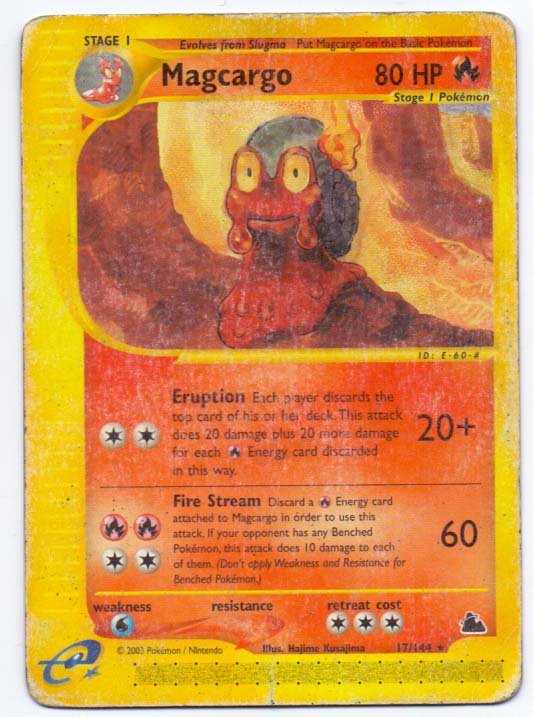 STAGE 1
Evolves from Slugma Put Magcargo on the Basic Pokémon
Magcargo 80 HP
Stage 1 Pokémon
ID: E-60-#
Eruption Each player discards the
top card of his or her deck. This attack
does 20 damage plus 20 more damage
for each Energy card discarded
in this way.
20+
Fire Stream Discard a Energy card
attached to Magcargo in order to use this
attack. If your opponent has any Benched
Pokémon, this attack does 10 damage to each
of them. (Don't apply Weakness and Resistance for
Benched Pokémon.)
60
weakness resistance retreat cost
© 2003 Pokémon / Nintendo Illus. Hajime Kusajima 17/144 ★
e